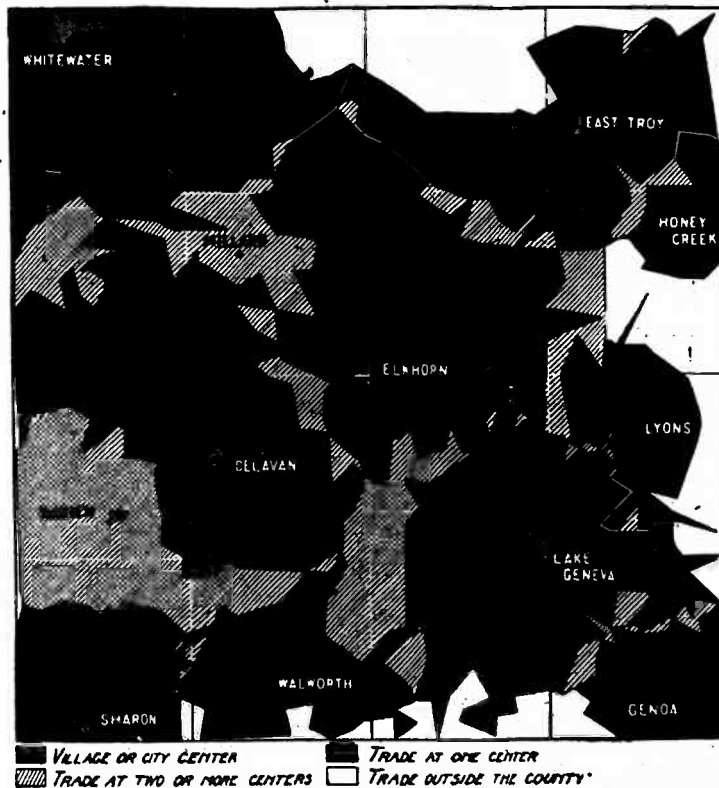 WHITEWATER
EAST TROY
HONEY
CREEK
ELKHORN
LYONS
DELAVAN
LAKE
GENEVA
WALWORTH
SHARON
GENOA
VILLAGE OR CITY CENTER
TRADE AT ONE CENTER
TRADE AT TWO OR MORE CENTERS
TRADE OUTSIDE THE COUNTY*